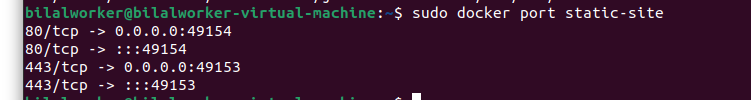 bilalworker@bilalworker-virtual-machine:~$ sudo docker port static-site
80/tcp -> 0.0.0.0:49154
80/tcp -> :::49154
443/tcp -> 0.0.0.0:49153
443/tcp -> :::49153